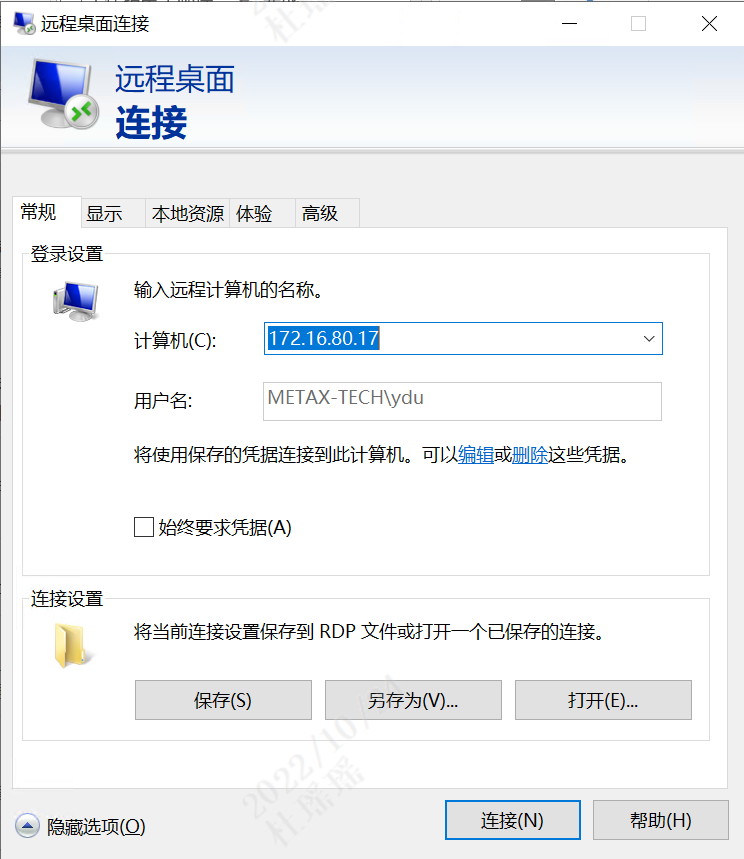 远程桌面连接
远程桌面
连接
常规 显示 本地资源 体验 高级
登录设置
输入远程计算机的名称。
计算机(C): 172.16.80.17
用户名: METAX-TECH\ydu
将使用保存的凭据连接到此计算机。可以编辑或删除这些凭据。
始终要求凭据(A)
连接设置
将当前连接设置保存到 RDP 文件或打开一个已保存的连接。
保存(S) 另存为(V)... 打开(E)...
隐藏选项(O) 连接(N) 帮助(H)
杜瑶瑶